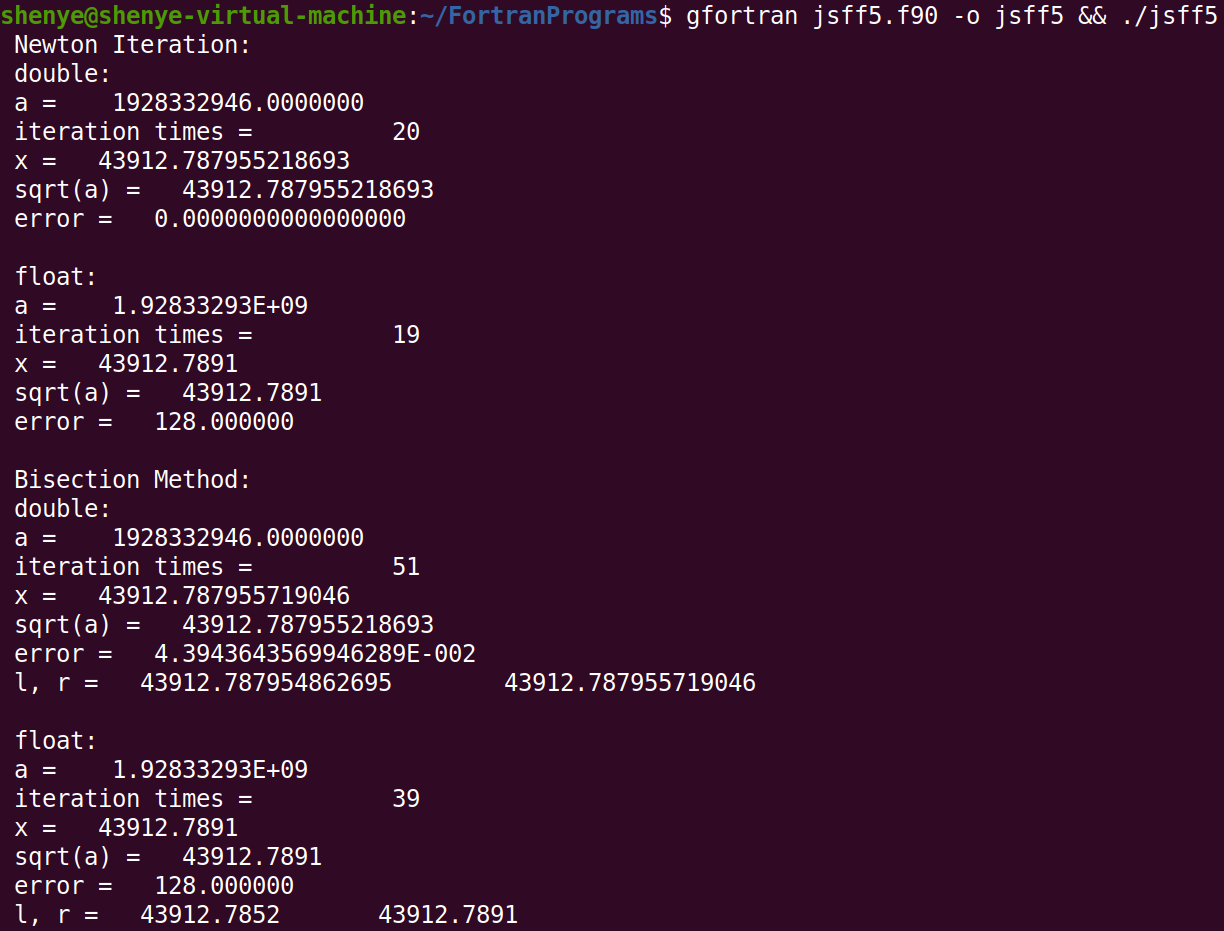 shenye@shenye-virtual-machine:~/FortranPrograms$ gfortran jsff5.f90 -o jsff5 && ./jsff5
Newton Iteration:
double:
a =    1928332946.0000000
iteration times =          20
x =   43912.787955218693
sqrt(a) =   43912.787955218693
error =   0.0000000000000000
float:
a =    1.92833293E+09
iteration times =          19
x =   43912.7891
sqrt(a) =   43912.7891
error =   128.000000
Bisection Method:
double:
a =    1928332946.0000000
iteration times =          51
x =   43912.787955719046
sqrt(a) =   43912.787955218693
error =   4.3943643569946289E-002
l, r =   43912.787954862695        43912.787955719046
float:
a =    1.92833293E+09
iteration times =          39
x =   43912.7891
sqrt(a) =   43912.7891
error =   128.000000
l, r =   43912.7852       43912.7891